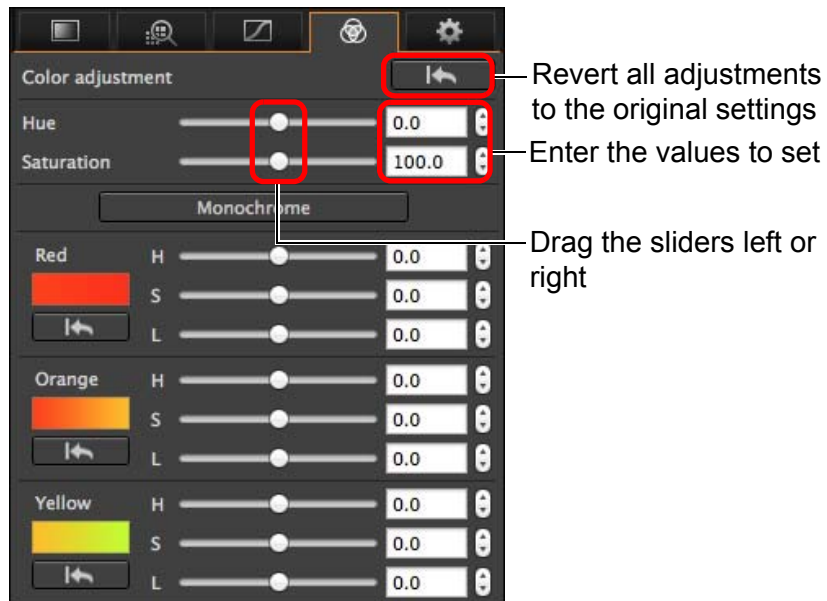 Color adjustment
Revert all adjustments
to the original settings
Hue 0.0
Enter the values to set
Saturation 100.0
Monochrome
Drag the sliders left or
right
Red H 0.0
S 0.0
L 0.0
Orange H 0.0
S 0.0
L 0.0
Yellow H 0.0
S 0.0
L 0.0